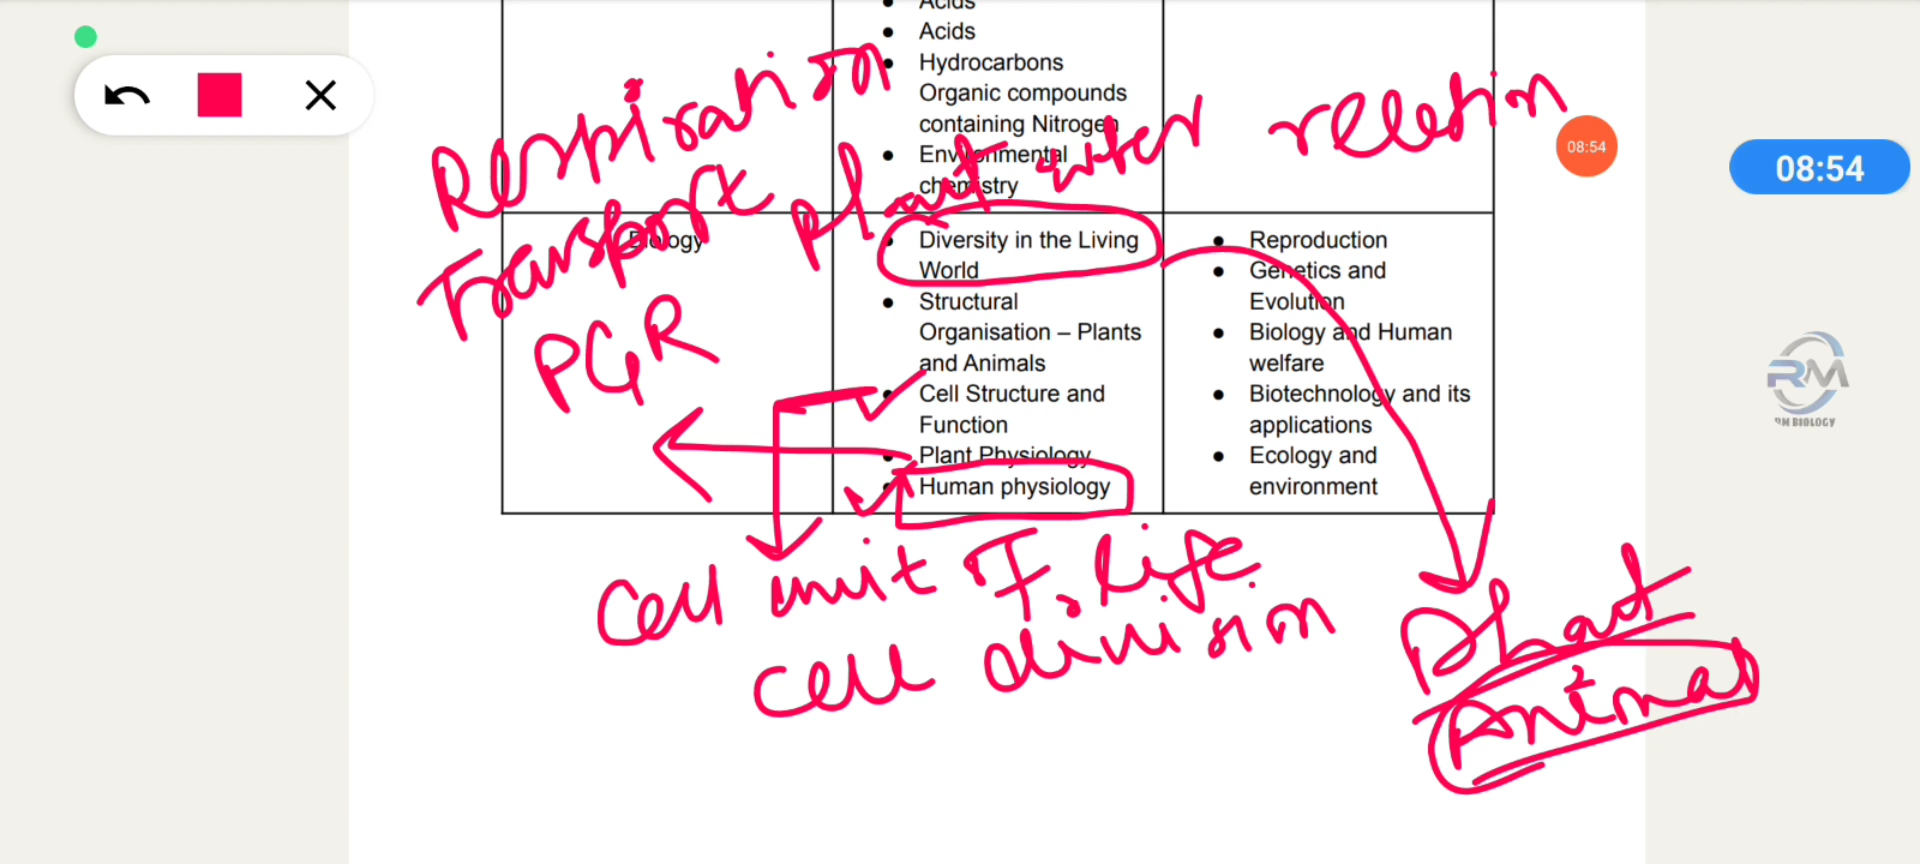 Acids
Acids
Hydrocarbons
Organic compounds
containing Nitrogen
Environmental
chemistry
Respiration
Transport plant water reletin
PGR
Biology
Diversity in the Living
World
Structural
Organisation – Plants
and Animals
Cell Structure and
Function
Plant Physiology
Human physiology
Reproduction
Genetics and
Evolution
Biology and Human
welfare
Biotechnology and its
applications
Ecology and
environment
Cell unit of life
cell division
Plant
Animal
08:54
08:54
RM
RM BIOLOGY